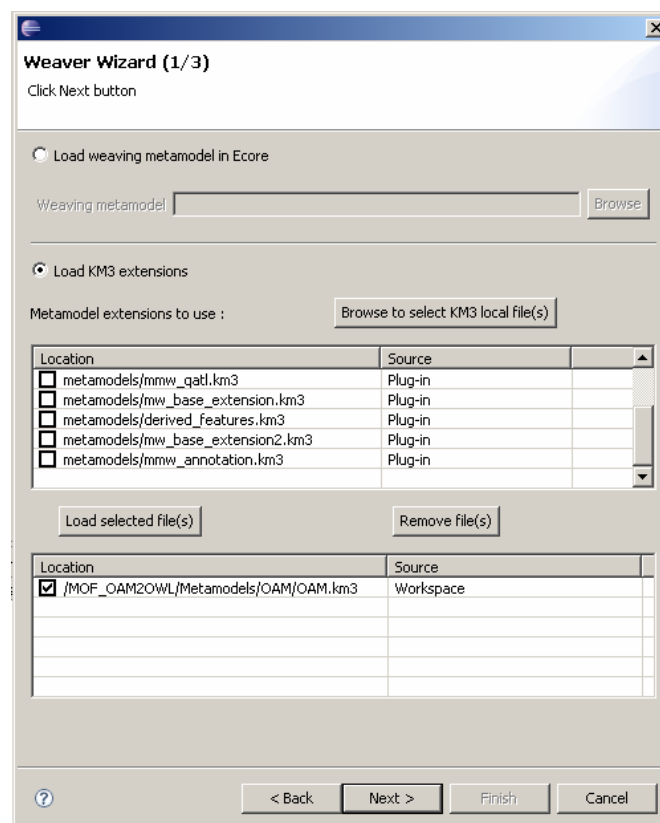 Weaver Wizard (1/3)
Click Next button
Load weaving metamodel in Ecore
Weaving metamodel
Browse
Load KM3 extensions
Metamodel extensions to use :
Browse to select KM3 local file(s)
Location Source
metamodels/mmw_qatl.km3 Plug-in
metamodels/mw_base_extension.km3 Plug-in
metamodels/derived_features.km3 Plug-in
metamodels/mw_base_extension2.km3 Plug-in
metamodels/mmw_annotation.km3 Plug-in
Load selected file(s) Remove file(s)
Location Source
/MOF_OAM2OWL/Metamodels/OAM/OAM.km3 Workspace
? < Back Next > Finish Cancel